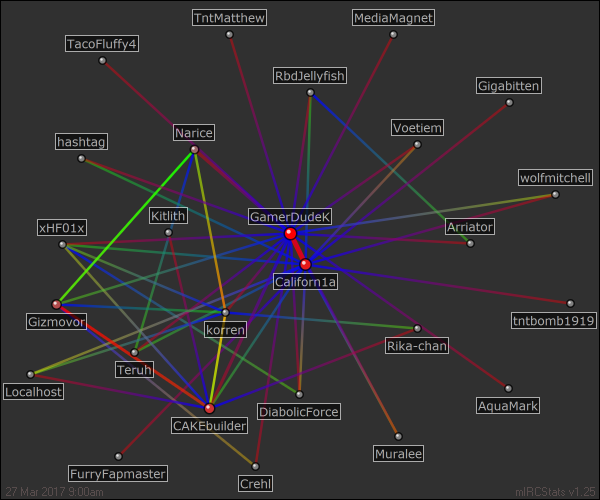 TntMatthew
MediaMagnet
TacoFluffy4
RbdJellyfish
Gigabitten
Narice
Voetiem
hashtag
wolfmitchell
Kitlith
GamerDudeK
xHF01x
Arriator
Californ1a
Gizmovor
korren
tntbomb1919
Rika-chan
Teruh
Localhost
DiabolicForce
AquaMark
CAKEbuilder
Muralee
FurryFapmaster
Crehl
27 Mar 2017 9:00am
mIRCStats v1.25